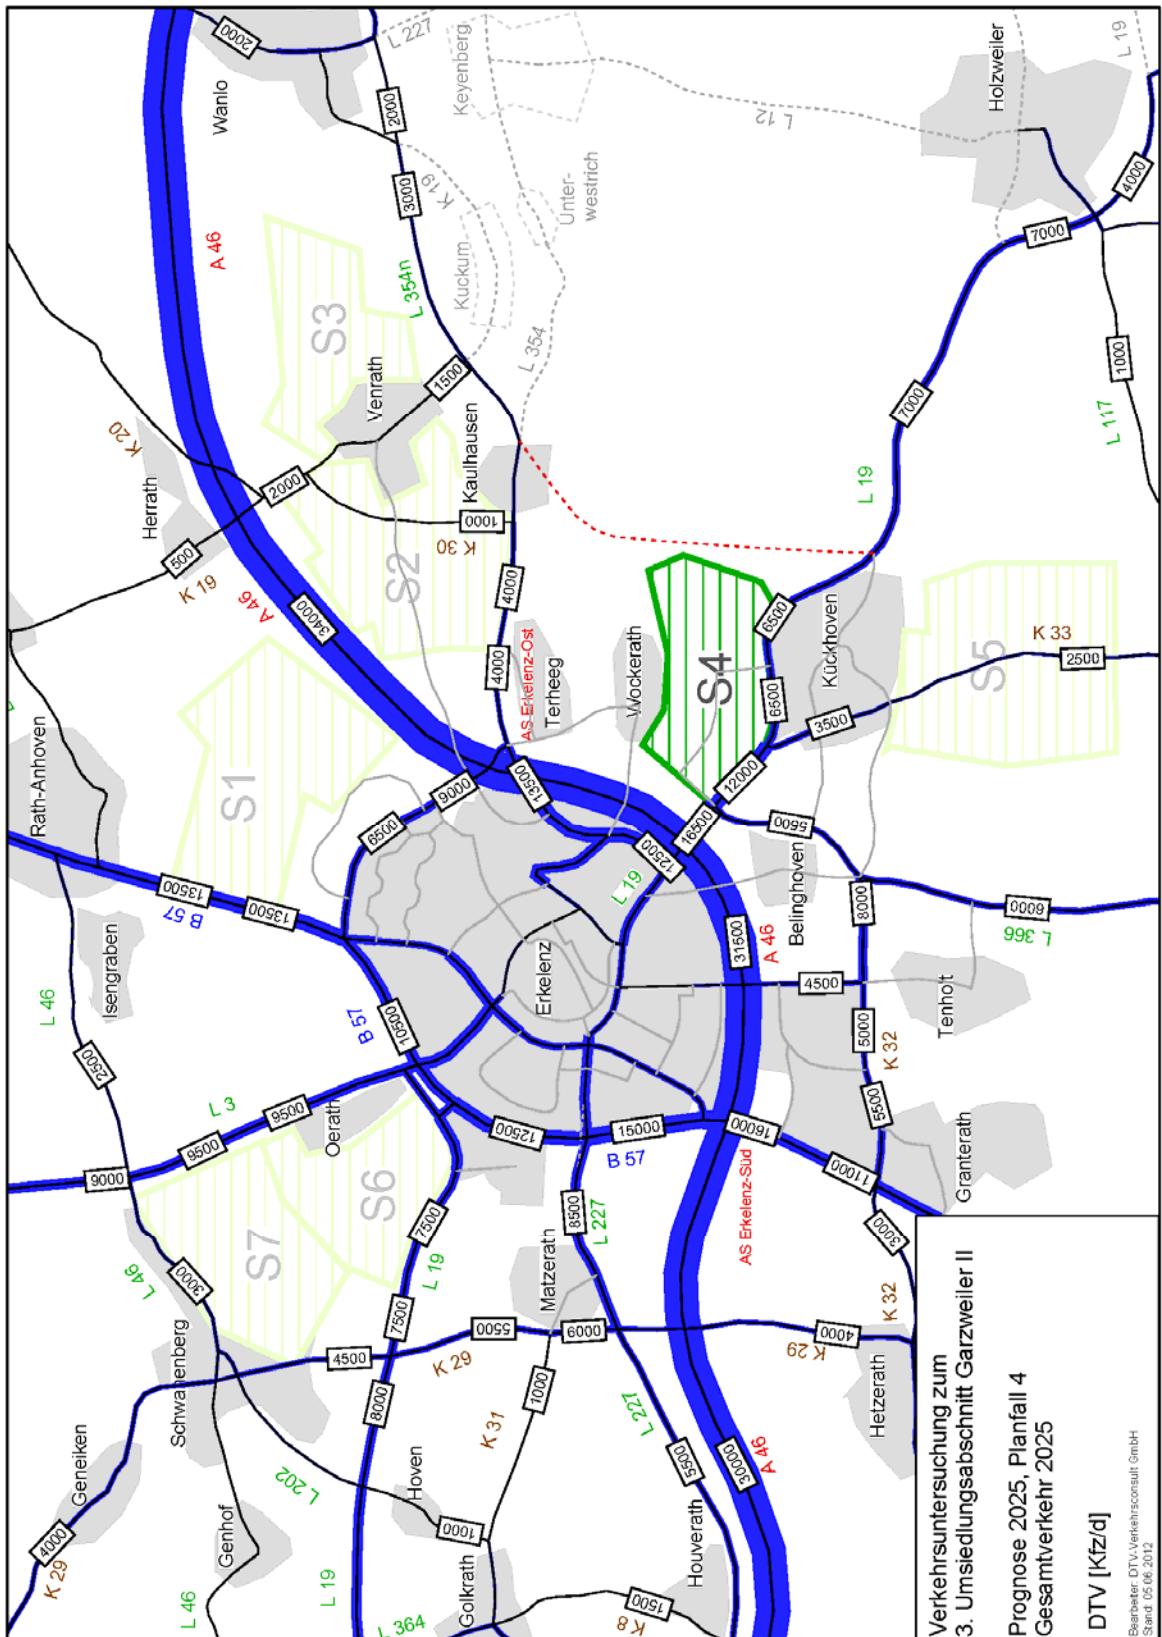 Verkehrsuntersuchung zum
3. Umsiedlungsabschnitt Garzweiler II
Prognose 2025, Planfall 4
Gesamtverkehr 2025
DTV [Kfz/d]
Bearbeiter: DTV-Verkehrsconsult GmbH
Stand: 05.06.2012
2000
L 227
Wanlo
2000
Keyenberg
Holzweiler
L 19
L 12
A 46
3000
K 19
Unter-
westrich
4000
L 354n
Kuckum
7000
S3
L 354
K 20
Venrath
1500
1000
7000
L 117
Herrath
2000
Kaulhausen
L 19
500
1000
K 30
K 19
A 46
S2
4000
34000
4000
AS Erkelenz-Ost
Terheeg
Wockerath
S4
6500
Kückhoven
K 33
2500
S5
6500
3500
Rath-Anhoven
S1
9000
13500
12000
6500
16500
5500
12500
Belinghoven
13500
B 57
13500
L 19
8000
6000
L 366
31500
A 46
Isengraben
L 46
Erkelenz
4500
Tenholt
B 57
10500
5000
K 32
2500
L 3
9500
5500
Oerath
12500
15000
B 57
16000
9500
9000
11000
Granterath
AS Erkelenz-Süd
S6
8500
L 227
7500
3000
S7
L 19
L 46
3000
Matzerath
K 32
7500
5500
6000
4000
K 29
Schwanenberg
4500
K 29
8000
1000
Hetzerath
K 31
L 227
Geneiken
5500
30000
A 46
L 202
Hoven
4000
K 29
Genhof
1000
Houverath
L 46
L 19
Golkrath
1500
K 8
L 364